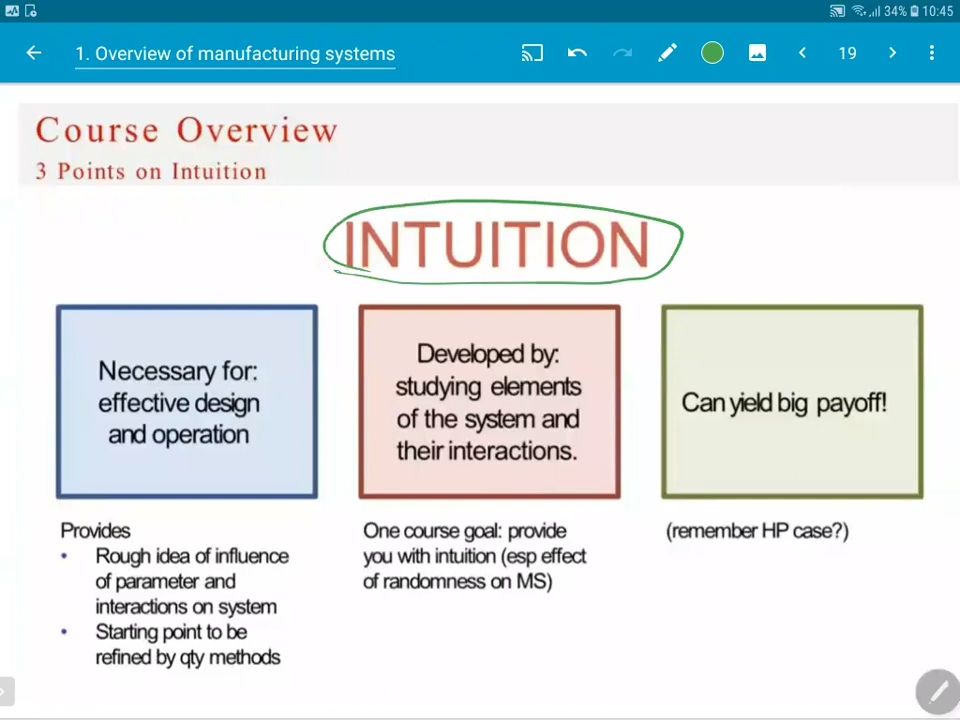 34% 10:45
1. Overview of manufacturing systems 19
Course Overview
3 Points on Intuition
INTUITION
Necessary for:
effective design
and operation
Developed by:
studying elements
of the system and
their interactions.
Can yield big payoff!
Provides
• Rough idea of influence
of parameter and
interactions on system
• Starting point to be
refined by qty methods
One course goal: provide
you with intuition (esp effect
of randomness on MS)
(remember HP case?)